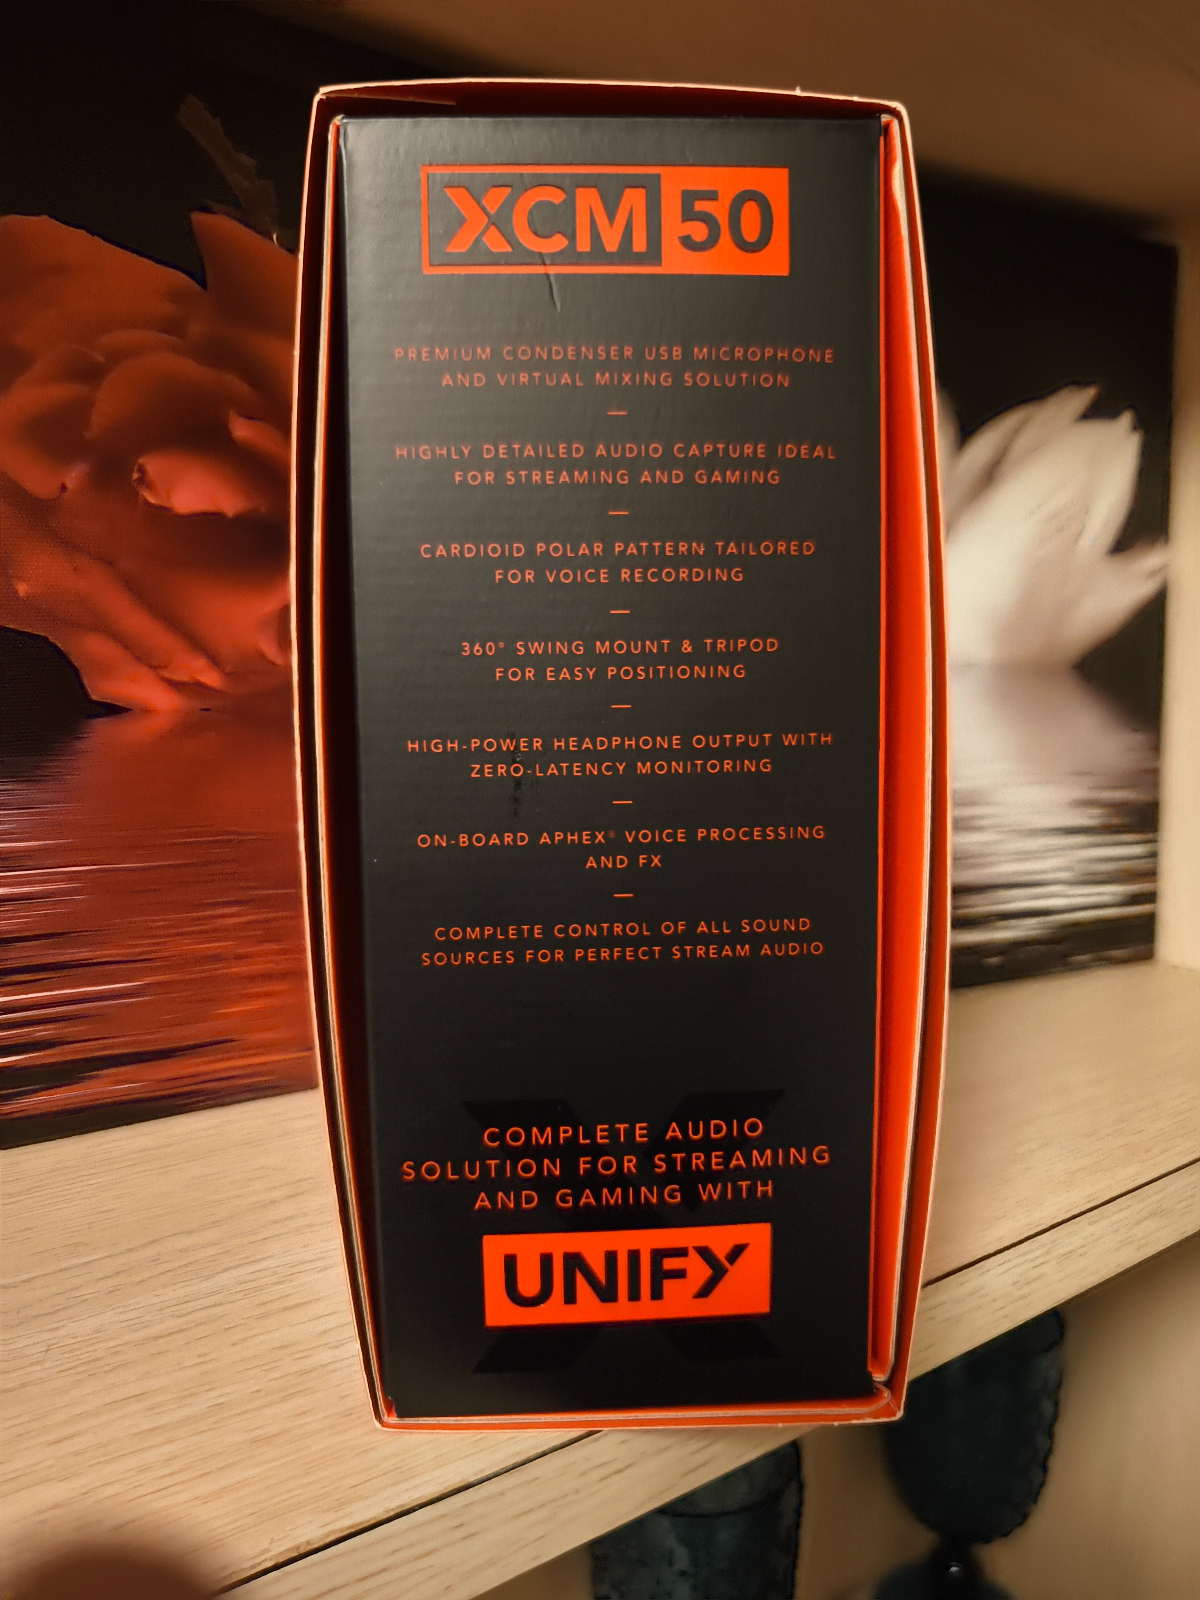 XCM 50
PREMIUM CONDENSER USB MICROPHONE
AND VIRTUAL MIXING SOLUTION
—
HIGHLY DETAILED AUDIO CAPTURE IDEAL
FOR STREAMING AND GAMING
—
CARDIOID POLAR PATTERN TAILORED
FOR VOICE RECORDING
—
360° SWING MOUNT & TRIPOD
FOR EASY POSITIONING
—
HIGH-POWER HEADPHONE OUTPUT WITH
ZERO-LATENCY MONITORING
—
ON-BOARD APHEX® VOICE PROCESSING
AND FX
—
COMPLETE CONTROL OF ALL SOUND
SOURCES FOR PERFECT STREAM AUDIO
COMPLETE AUDIO
SOLUTION FOR STREAMING
AND GAMING WITH
UNIFY